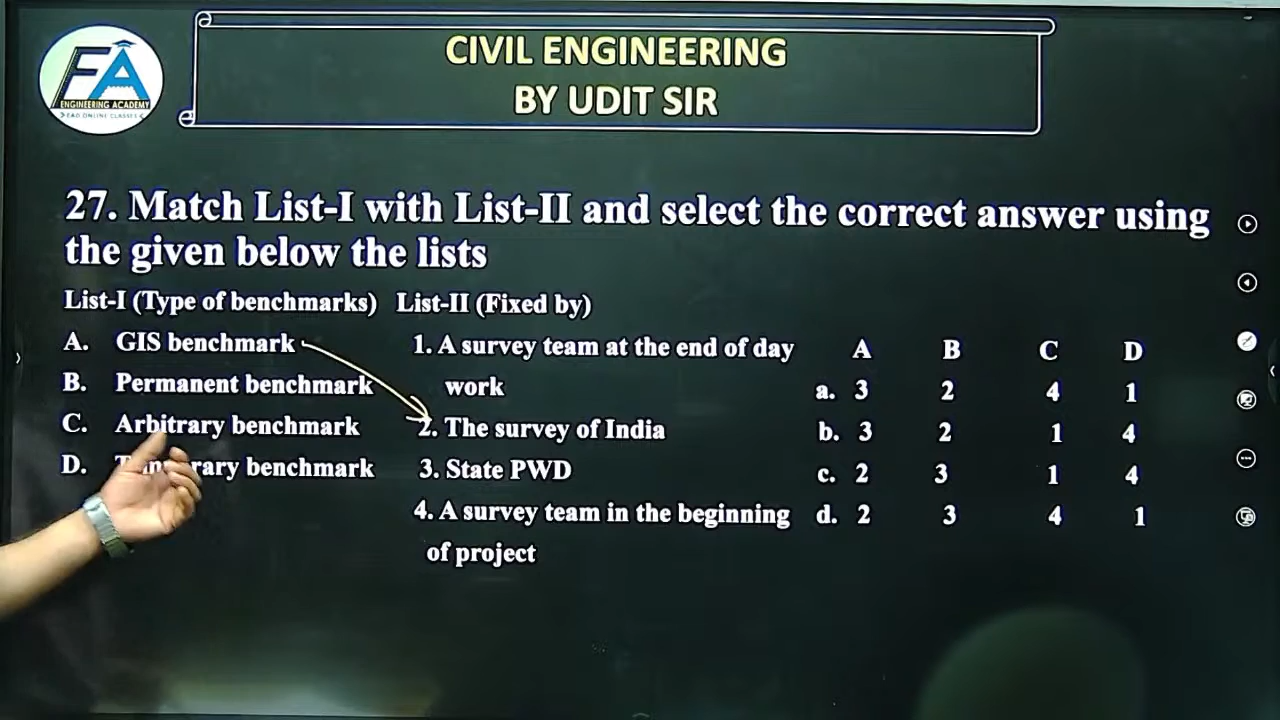 FA
ENGINEERING ACADEMY
EAO ONLINE CLASSES
CIVIL ENGINEERING
BY UDIT SIR
27. Match List-I with List-II and select the correct answer using
the given below the lists
List-I (Type of benchmarks) List-II (Fixed by)
A. GIS benchmark 1. A survey team at the end of day A B C D
B. Permanent benchmark work a. 3 2 4 1
C. Arbitrary benchmark 2. The survey of India b. 3 2 1 4
D. benchmark 3. State PWD c. 2 3 1 4
4. A survey team in the beginning d. 2 3 4 1
of project